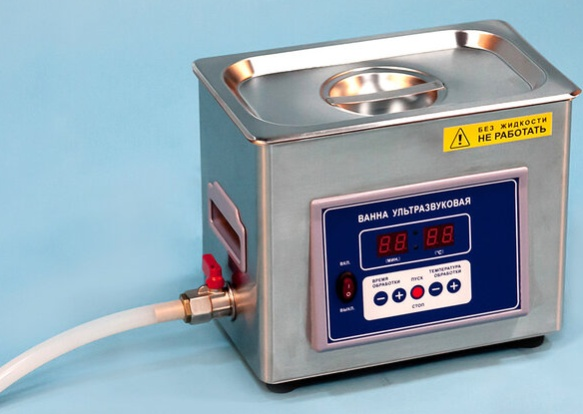 БЕЗ ЖИДКОСТИ
НЕ РАБОТАТЬ
ВАННА УЛЬТРАЗВУКОВАЯ
88:88
(МИН.) (°C)
ВКЛ.
ВЫКЛ.
ВРЕМЯ
ОБРАБОТКИ
ПУСК
СТОП
ТЕМПЕРАТУРА
ОБРАБОТКИ